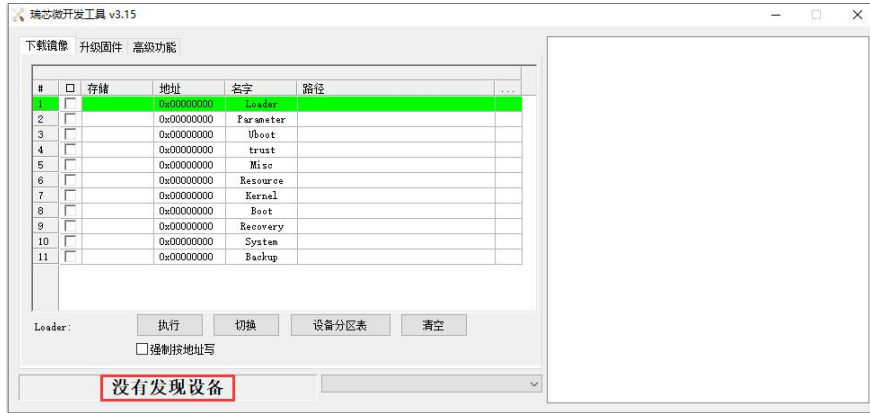 瑞芯微开发工具 v3.15
下载镜像 升级固件 高级功能
# 存储 地址 名字 路径 ...
1 0x00000000 Loader
2 0x00000000 Parameter
3 0x00000000 Uboot
4 0x00000000 trust
5 0x00000000 Misc
6 0x00000000 Resource
7 0x00000000 Kernel
8 0x00000000 Boot
9 0x00000000 Recovery
10 0x00000000 System
11 0x00000000 Backup
Loader: 执行 切换 设备分区表 清空
强制按地址写
没有发现设备